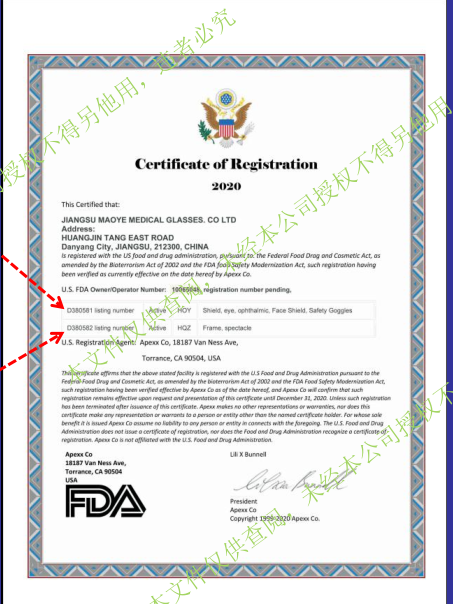 Certificate of Registration
2020
This Certified that:
JIANGSU MAOYE MEDICAL GLASSES. CO LTD
Address:
HUANGJIN TANG EAST ROAD
Danyang City, JIANGSU, 212300, CHINA
is registered with the US food and drug administration, pursuant to the Federal Food Drug and Cosmetic Act, as
amended by the Bioterrorism Act of 2002 and the FDA food Safety Modernization Act, such registration having
been verified as currently effective on the date hereof by Apexx Co.
U.S. FDA Owner/Operator Number: registration number pending,
D380581 listing number Active HOY Shield, eye, ophthalmic, Face Shield, Safety Goggles
D380582 listing number Active HQZ Frame, spectacle
U.S. Registration Agent: Apexx Co, 18187 Van Ness Ave,
Torrance, CA 90504, USA
This certificate affirms that the above stated facility is registered with the U.S Food and Drug Administration pursuant to the
Federal Food Drug and Cosmetic Act, as amended by the bioterrorism Act of 2002 and the FDA Food Safety Modernization Act,
such registration having been verified effective by Apexx Co as of the date hereof, and Apexx Co will confirm that such
registration remains effective upon request and presentation of this certificate until December 31, 2020. Unless such registration
has been terminated after issuance of this certificate. Apexx makes no other representations or warranties, nor does this
certificate make any representation or warrants to a person or entity other than the named certificate holder. For whose sole
benefit it is issued Apexx Co assume no liability to any person or entity in connects with the foregoing. The U.S. Food and Drug
Administration does not issue a certificate of registration, nor does the Food and Drug Administration recognize a certificate of
registration. Apexx Co is not affiliated with the U.S. Food and Drug Administration.
Apexx Co
18187 Van Ness Ave,
Torrance, CA 90504
USA
FDA
Lili X Bunnell
President
Apexx Co
Copyright 1999-2020 Apexx Co.
本文件仅供查阅，未经本公司授权不得另他用，违者必究